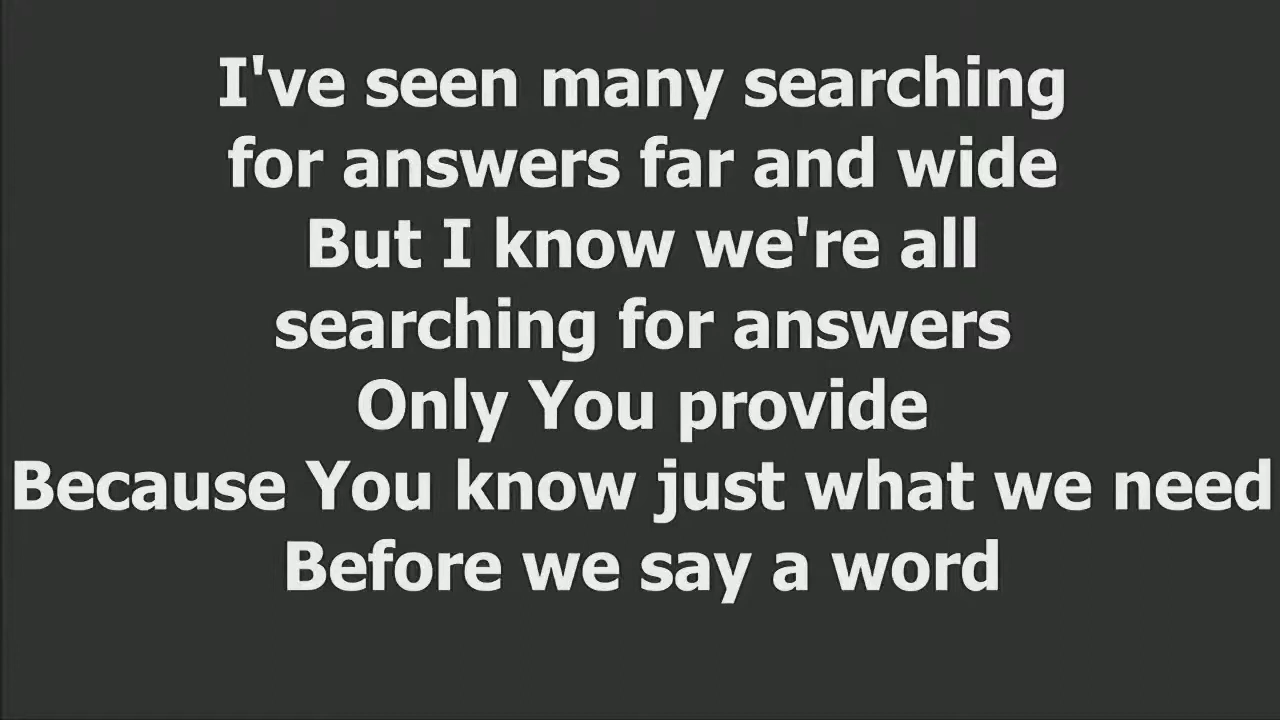 I've seen many searching
for answers far and wide
But I know we're all
searching for answers
Only You provide
Because You know just what we need
Before we say a word